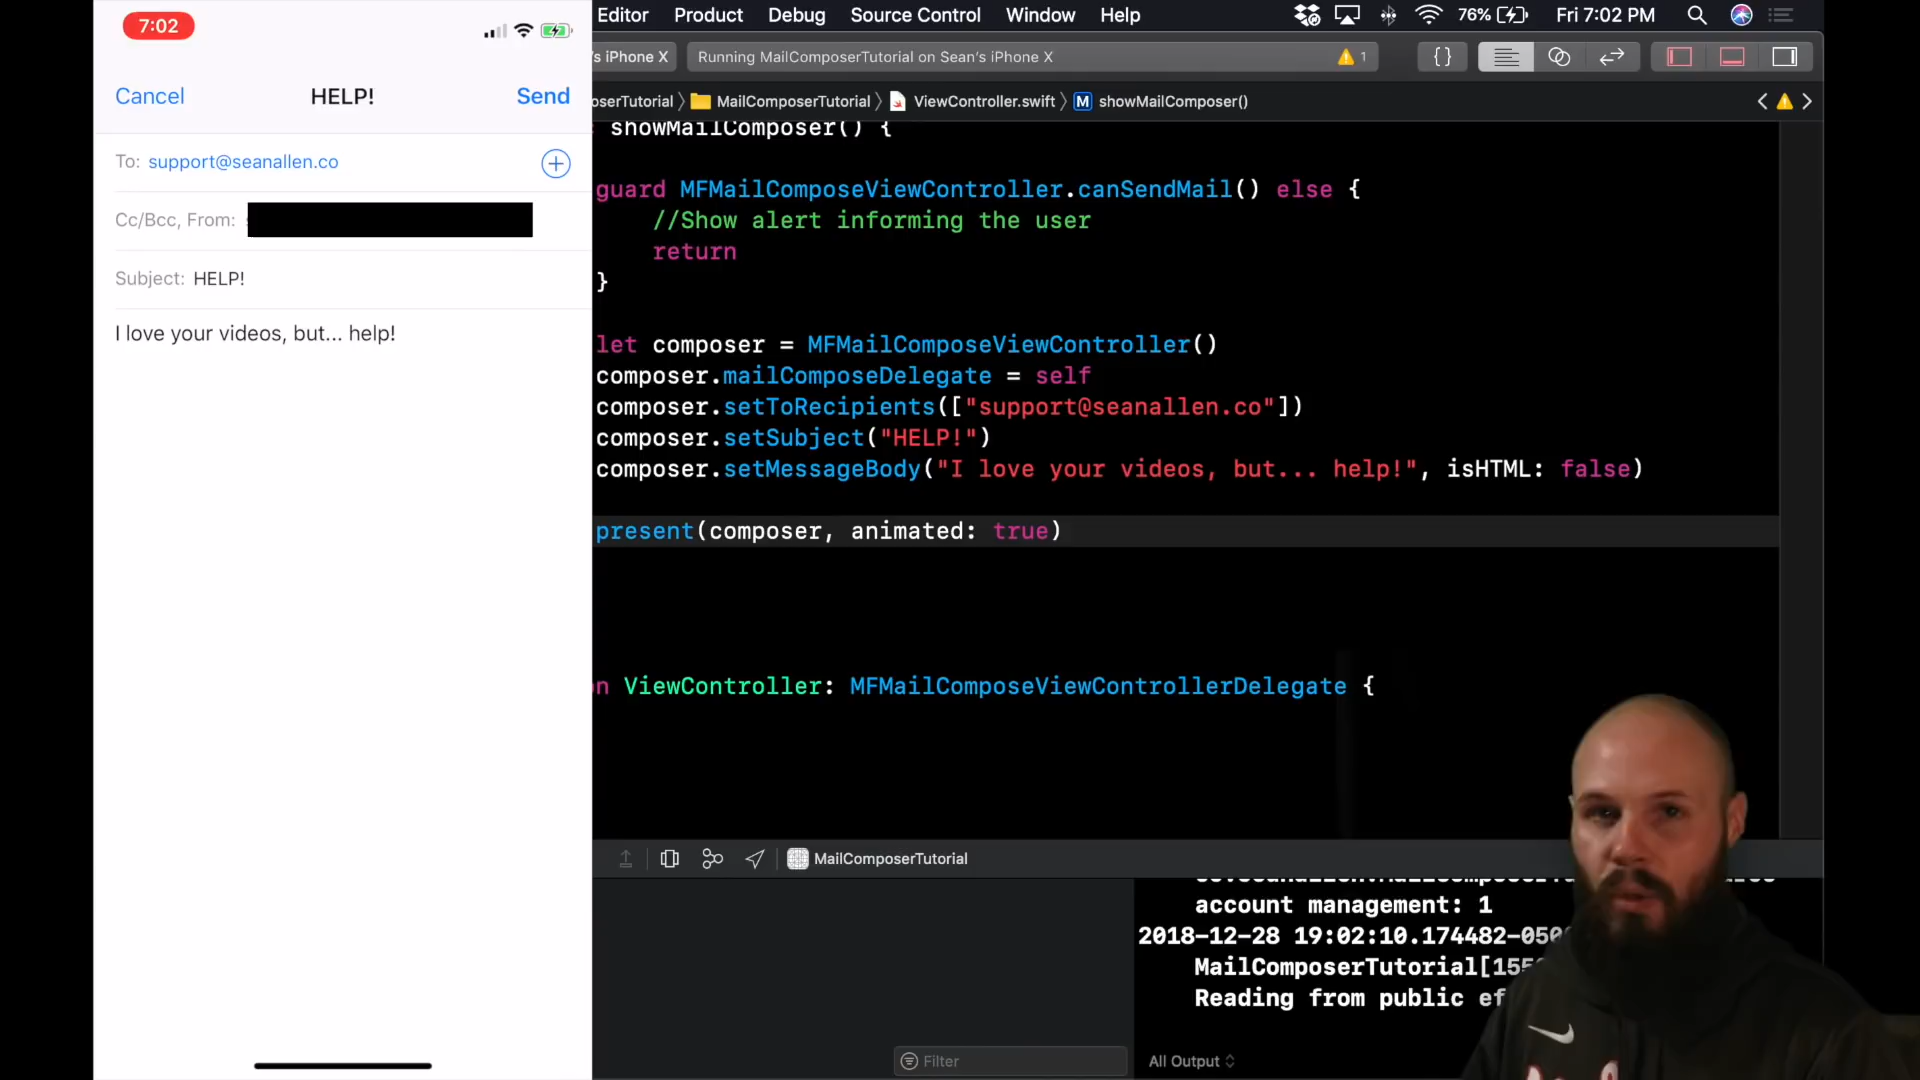 7:02
Cancel
HELP!
Send
To: support@seanallen.co
Cc/Bcc, From:
Subject: HELP!
I love your videos, but... help!
Editor Product Debug Source Control Window Help
76%
Fri 7:02 PM
's iPhone X
Running MailComposerTutorial on Sean's iPhone X
1
{}
oserTutorial
MailComposerTutorial
ViewController.swift
M showMailComposer()
showMailComposer() {
guard MFMailComposeViewController.canSendMail() else {
//Show alert informing the user
return
}
let composer = MFMailComposeViewController()
composer.mailComposeDelegate = self
composer.setToRecipients(["support@seanallen.co"])
composer.setSubject("HELP!")
composer.setMessageBody("I love your videos, but... help!", isHTML: false)
present(composer, animated: true)
on ViewController: MFMailComposeViewControllerDelegate {
MailComposerTutorial
account management: 1
2018-12-28 19:02:10.174482-050
MailComposerTutorial[155
Reading from public ef
Filter
All Output